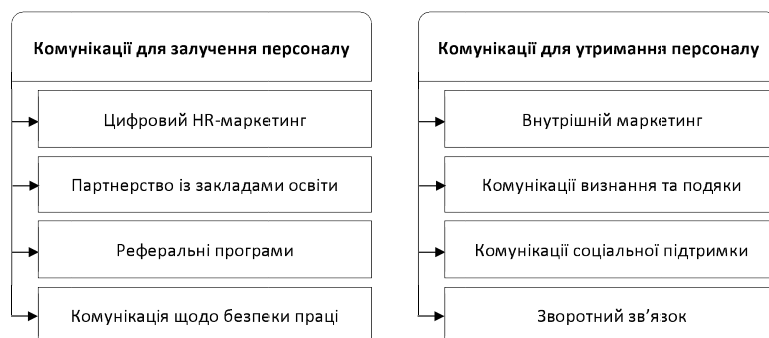 Комунікації для залучення персоналу
Цифровий HR-маркетинг
Партнерство із закладами освіти
Реферальні програми
Комунікація щодо безпеки праці
Комунікації для утримання персоналу
Внутрішній маркетинг
Комунікації визнання та подяки
Комунікації соціальної підтримки
Зворотний зв’язок